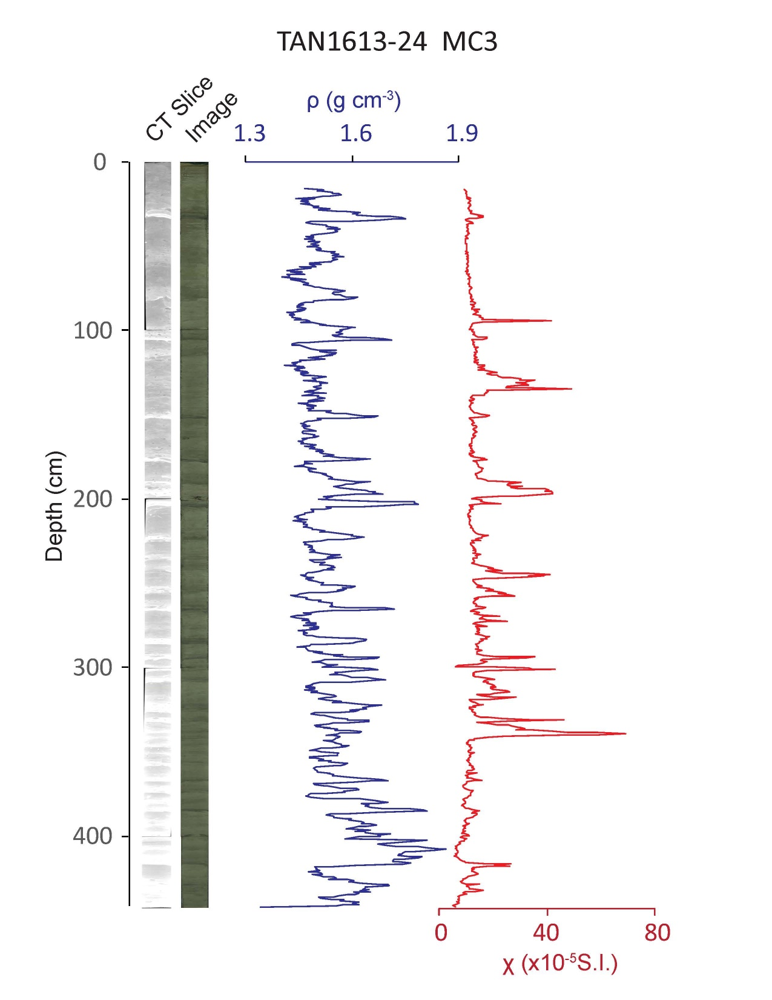 TAN1613-24 MC3
CT Slice
Image
ρ (g cm-3)
1.3 1.6 1.9
0
100
200
300
400
Depth (cm)
0 40 80
χ (x10-5S.I.)